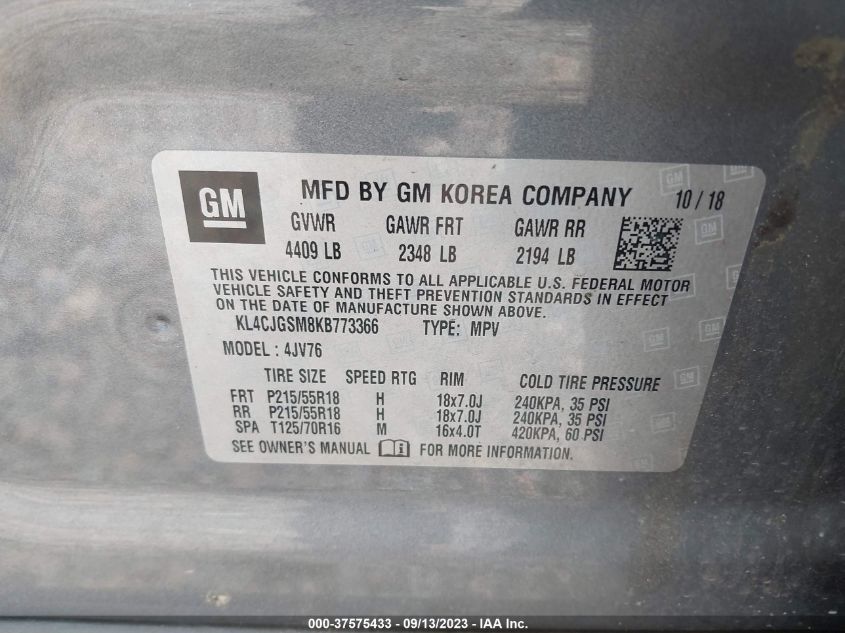 GM
MFD BY GM KOREA COMPANY 10 / 18
GVWR GAWR FRT GAWR RR
4409 LB 2348 LB 2194 LB
THIS VEHICLE CONFORMS TO ALL APPLICABLE U.S. FEDERAL MOTOR
VEHICLE SAFETY AND THEFT PREVENTION STANDARDS IN EFFECT
ON THE DATE OF MANUFACTURE SHOWN ABOVE.
KL4CJGSM8KB773366 TYPE: MPV
MODEL : 4JV76
TIRE SIZE SPEED RTG RIM COLD TIRE PRESSURE
FRT P215/55R18 H 18x7.0J 240KPA, 35 PSI
RR P215/55R18 H 18x7.0J 240KPA, 35 PSI
SPA T125/70R16 M 16x4.0T 420KPA, 60 PSI
SEE OWNER'S MANUAL FOR MORE INFORMATION.
000-37575433 - 09/13/2023 - IAA Inc.